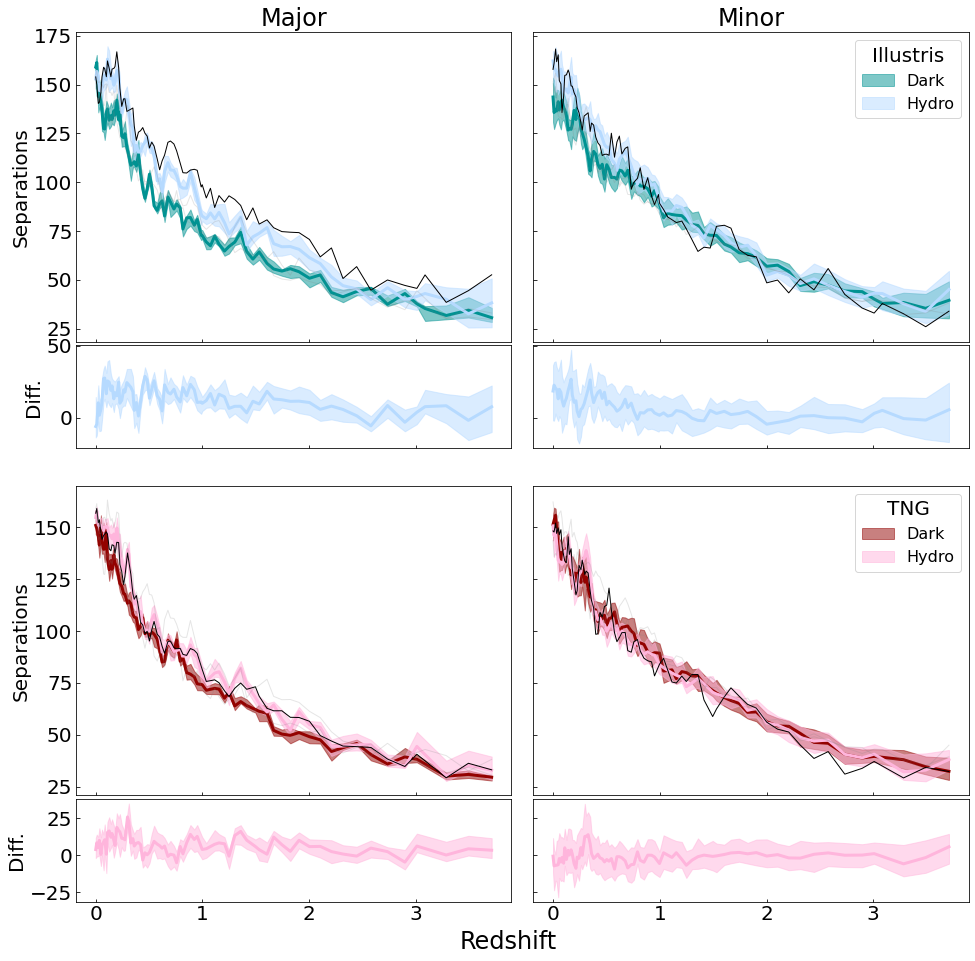 Major
Minor
175
150
125
100
75
50
25
Separations
Illustris
Dark
Hydro
50
0
Diff.
150
125
100
75
50
25
Separations
TNG
Dark
Hydro
25
0
−25
Diff.
0 1 2 3
0 1 2 3
Redshift